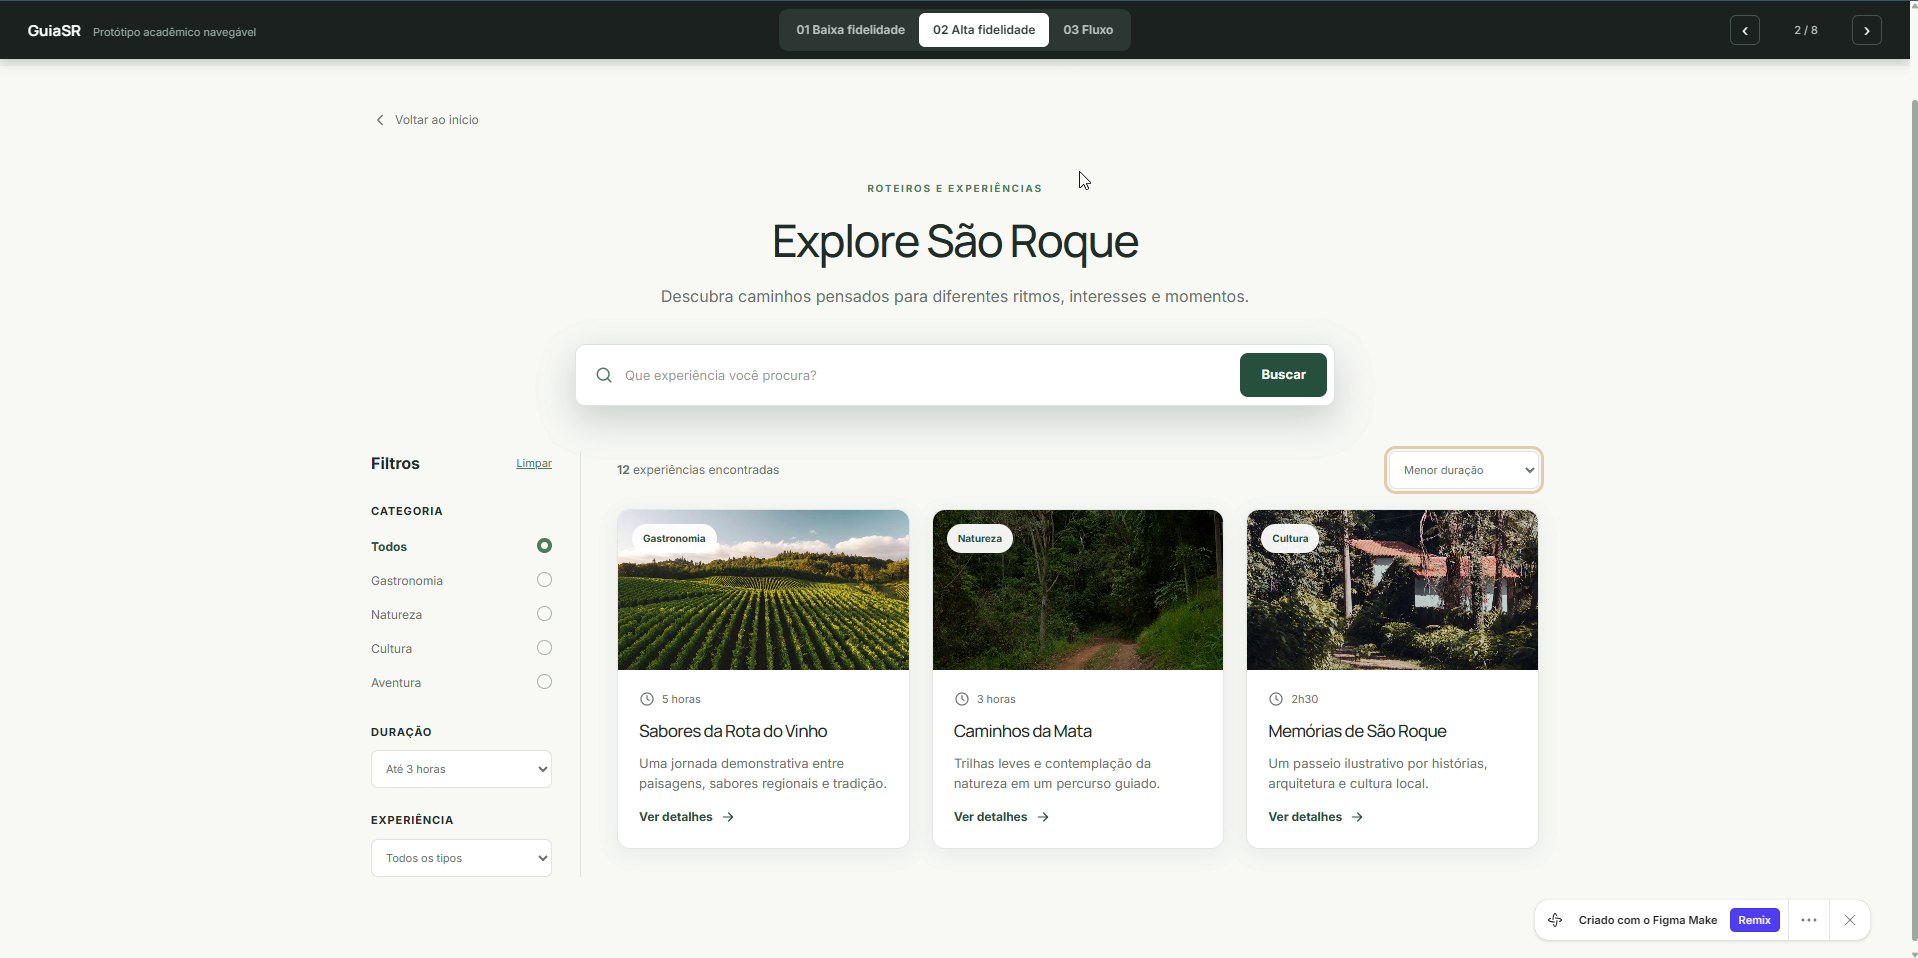 GuiaSR Protótipo acadêmico navegável
01 Baixa fidelidade 02 Alta fidelidade 03 Fluxo
2 / 8
Voltar ao início
ROTEIROS E EXPERIÊNCIAS
Explore São Roque
Descubra caminhos pensados para diferentes ritmos, interesses e momentos.
Que experiência você procura?
Buscar
Filtros
Limpar
CATEGORIA
Todos
Gastronomia
Natureza
Cultura
Aventura
DURAÇÃO
Até 3 horas
EXPERIÊNCIA
Todos os tipos
12 experiências encontradas
Menor duração
Gastronomia
5 horas
Sabores da Rota do Vinho
Uma jornada demonstrativa entre
paisagens, sabores regionais e tradição.
Ver detalhes
Natureza
3 horas
Caminhos da Mata
Trilhas leves e contemplação da
natureza em um percurso guiado.
Ver detalhes
Cultura
2h30
Memórias de São Roque
Um passeio ilustrativo por histórias,
arquitetura e cultura local.
Ver detalhes
Criado com o Figma Make
Remix